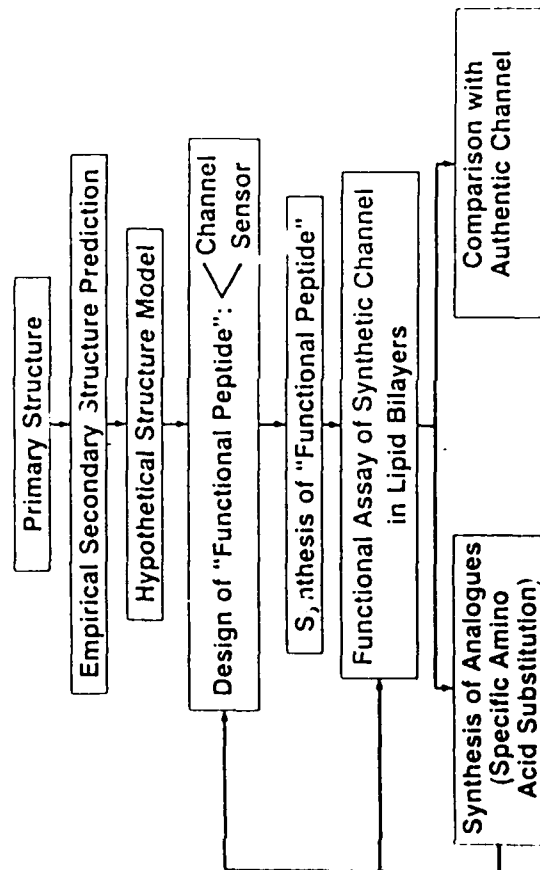 Primary Structure
Empirical Secondary Structure Prediction
Hypothetical Structure Model
Design of "Functional Peptide":
Channel
Sensor
Synthesis of "Functional Peptide"
Functional Assay of Synthetic Channel
in Lipid Bilayers
Synthesis of Analogues
(Specific Amino
Acid Substitution)
Comparison with
Authentic Channel